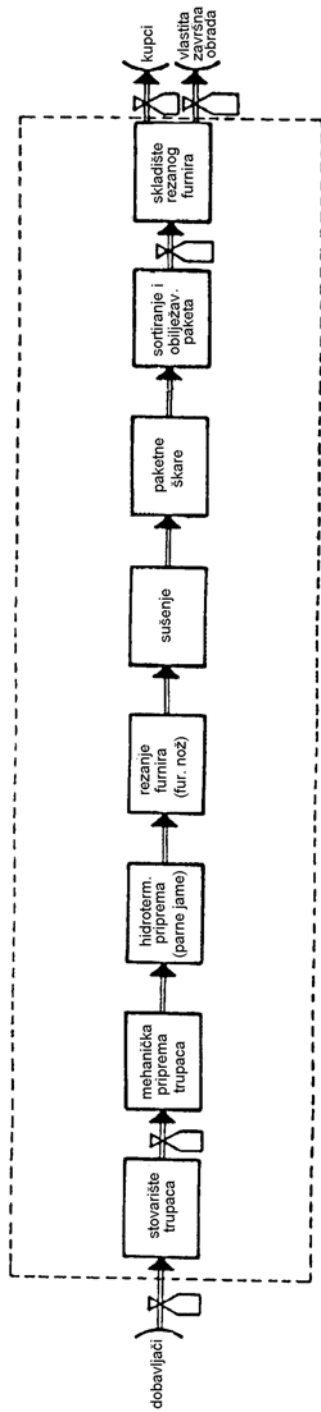 dobavljači
stovarište
trupaca
mehanička
priprema
trupaca
hidroterm.
priprema
(parne jame)
rezanje
furnira
(fur. nož)
sušenje
paketne
škare
sortiranje i
obilježav.
paketa
skladište
rezanog
furnira
kupci
vlastita
završna
obrada